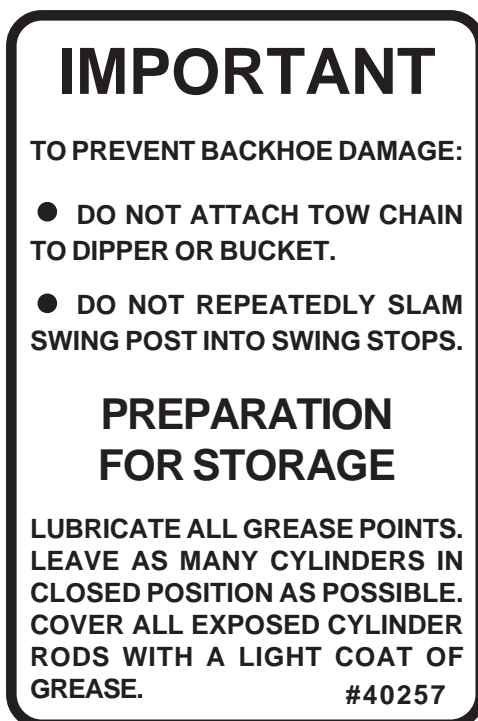 IMPORTANT
TO PREVENT BACKHOE DAMAGE:
● DO NOT ATTACH TOW CHAIN
TO DIPPER OR BUCKET.
● DO NOT REPEATEDLY SLAM
SWING POST INTO SWING STOPS.
PREPARATION
FOR STORAGE
LUBRICATE ALL GREASE POINTS.
LEAVE AS MANY CYLINDERS IN
CLOSED POSITION AS POSSIBLE.
COVER ALL EXPOSED CYLINDER
RODS WITH A LIGHT COAT OF
GREASE. #40257